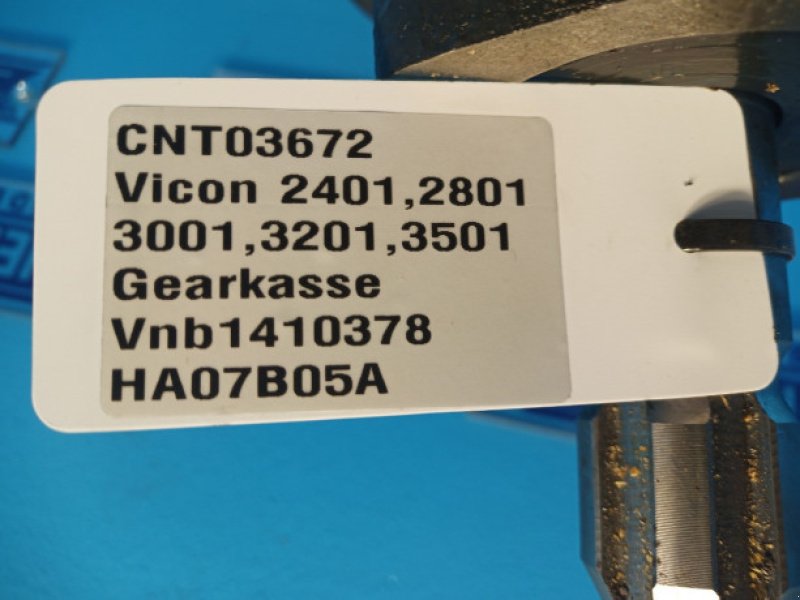 CNT03672
Vicon 2401,2801
3001,3201,3501
Gearkasse
Vnb1410378
HA07B05A